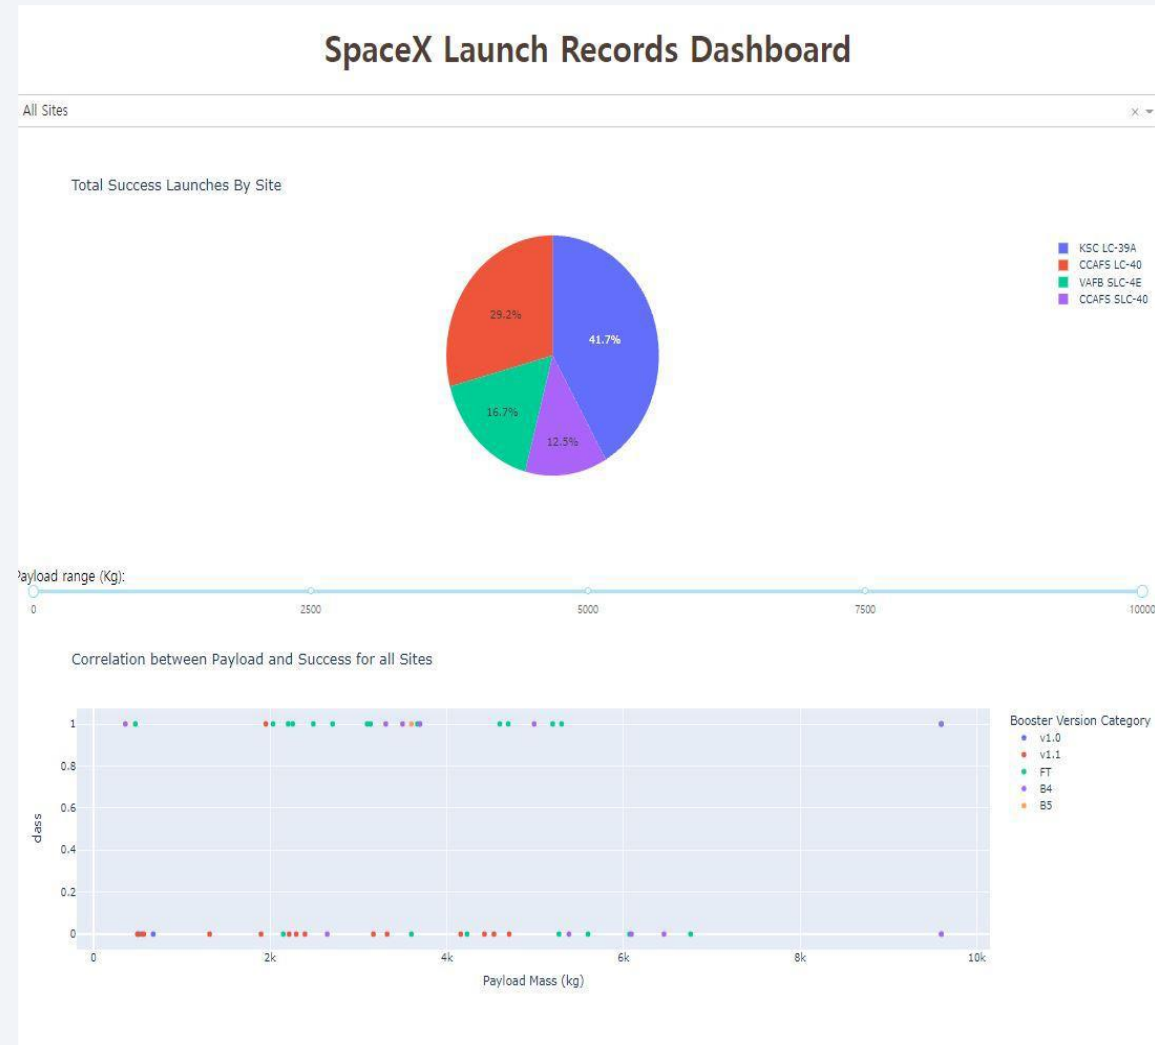 SpaceX Launch Records Dashboard
All Sites
Total Success Launches By Site
KSC LC-39A
CCAFS LC-40
VAFB SLC-4E
CCAFS SLC-40
29.2%
41.7%
16.7%
12.5%
Payload range (Kg):
0 2500 5000 7500 10000
Correlation between Payload and Success for all Sites
Booster Version Category
v1.0
v1.1
FT
B4
B5
class
1
0.8
0.6
0.4
0.2
0
0 2k 4k 6k 8k 10k
Payload Mass (kg)